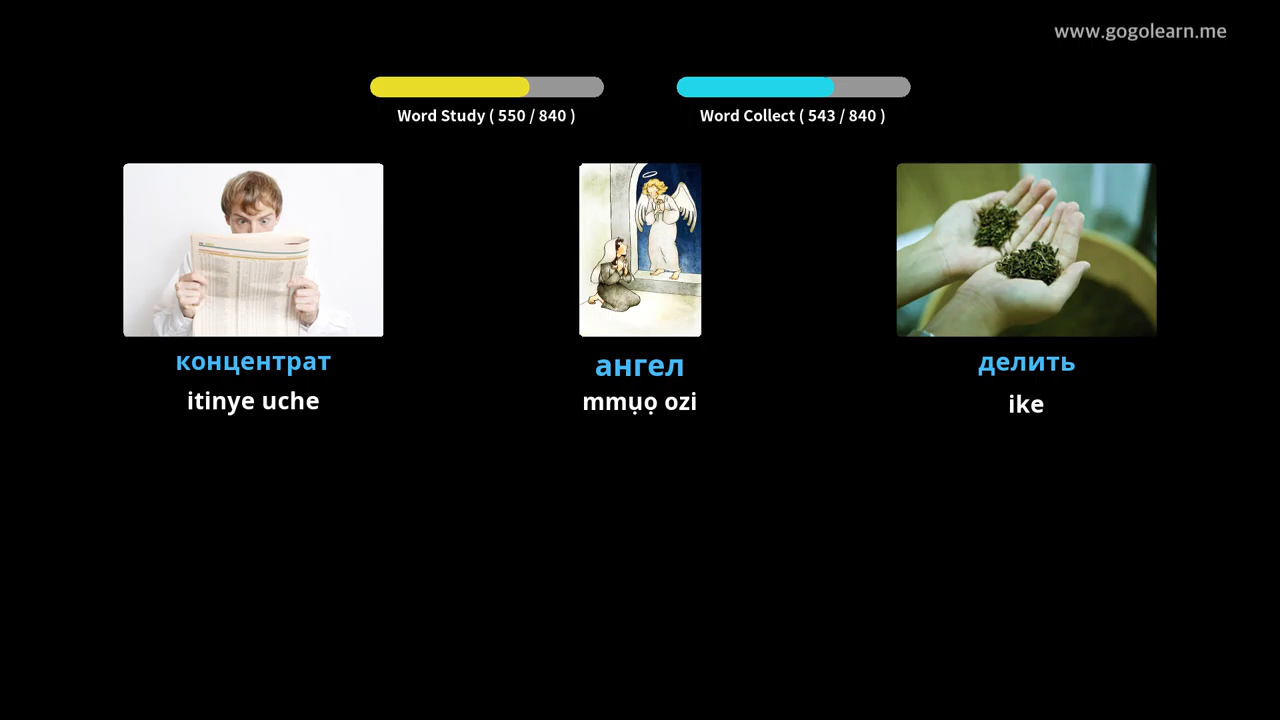 www.gogolearn.me
Word Study ( 550 / 840 )
Word Collect ( 543 / 840 )
концентрат
itinye uche
ангел
mmụọ ozi
делить
ike